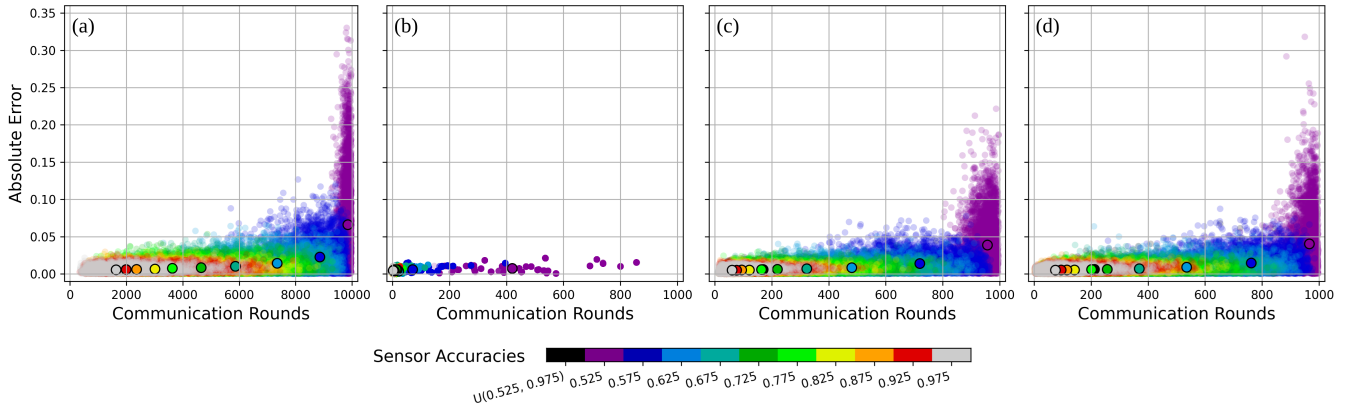 (a) (b) (c) (d)
Absolute Error
0.35
0.30
0.25
0.20
0.15
0.10
0.05
0.00
0 2000 4000 6000 8000 10000 0 200 400 600 800 1000 0 200 400 600 800 1000 0 200 400 600 800 1000
Communication Rounds Communication Rounds Communication Rounds Communication Rounds
Sensor Accuracies
U(0.525, 0.975) 0.525 0.575 0.625 0.675 0.725 0.775 0.825 0.875 0.925 0.975